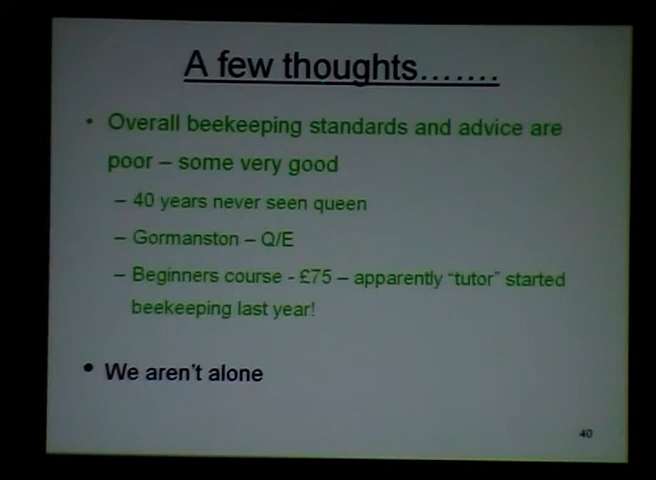 A few thoughts…….
• Overall beekeeping standards and advice are
poor – some very good
– 40 years never seen queen
– Gormanston – Q/E
– Beginners course - £75 – apparently “tutor” started
beekeeping last year!
• We aren’t alone
40